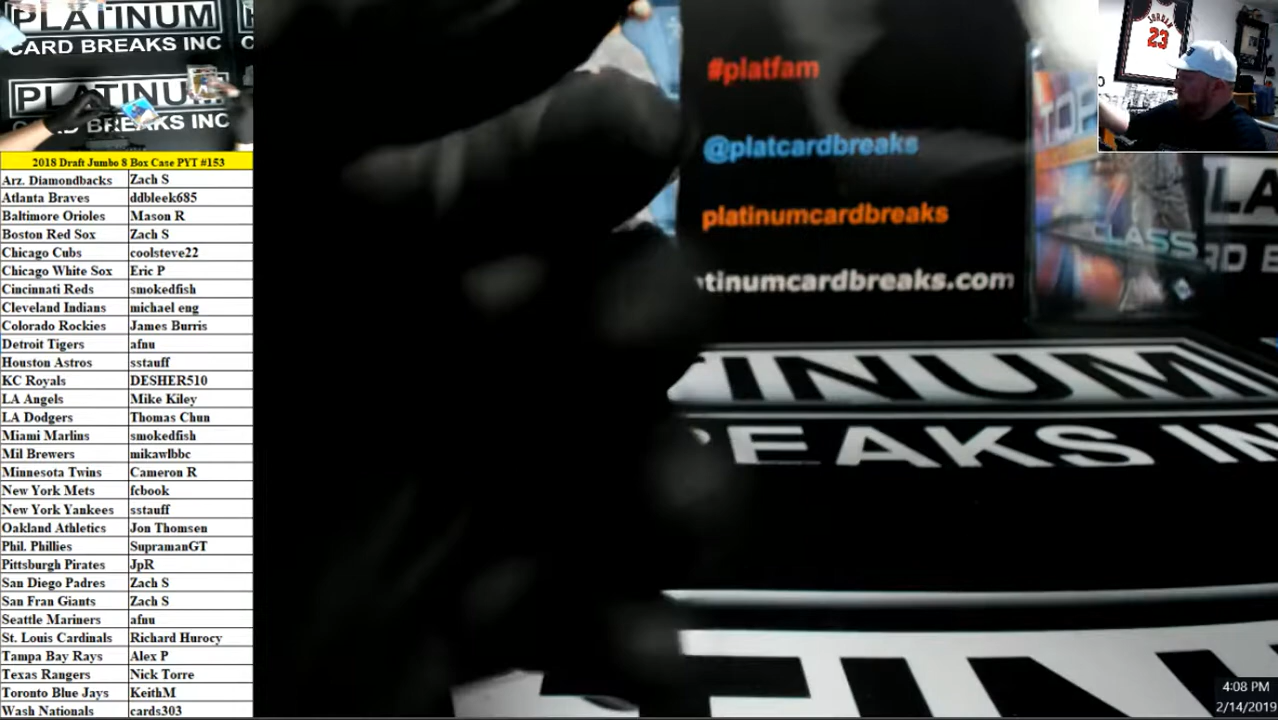 PLATINUM
CARD BREAKS INC
PLATINUM
CARD BREAKS INC
2018 Draft Jumbo 8 Box Case PYT #153
Arz. Diamondbacks Zach S
Atlanta Braves ddbleek685
Baltimore Orioles Mason R
Boston Red Sox Zach S
Chicago Cubs coolsteve22
Chicago White Sox Eric P
Cincinnati Reds smokedfish
Cleveland Indians michael eng
Colorado Rockies James Burris
Detroit Tigers afnu
Houston Astros sstauff
KC Royals DESHER510
LA Angels Mike Kiley
LA Dodgers Thomas Chun
Miami Marlins smokedfish
Mil Brewers mikawlbbc
Minnesota Twins Cameron R
New York Mets fcbook
New York Yankees sstauff
Oakland Athletics Jon Thomsen
Phil. Phillies SupramanGT
Pittsburgh Pirates JpR
San Diego Padres Zach S
San Fran Giants Zach S
Seattle Mariners afnu
St. Louis Cardinals Richard Hurocy
Tampa Bay Rays Alex P
Texas Rangers Nick Torre
Toronto Blue Jays KeithM
Wash Nationals cards303
#platfam
@platcardbreaks
platinumcardbreaks
tinumcardbreaks.com
TOP
CLASS
LA
RD B
TINUM
EAKS IN
TINU
JORDAN
23
4:08 PM
2/14/2019